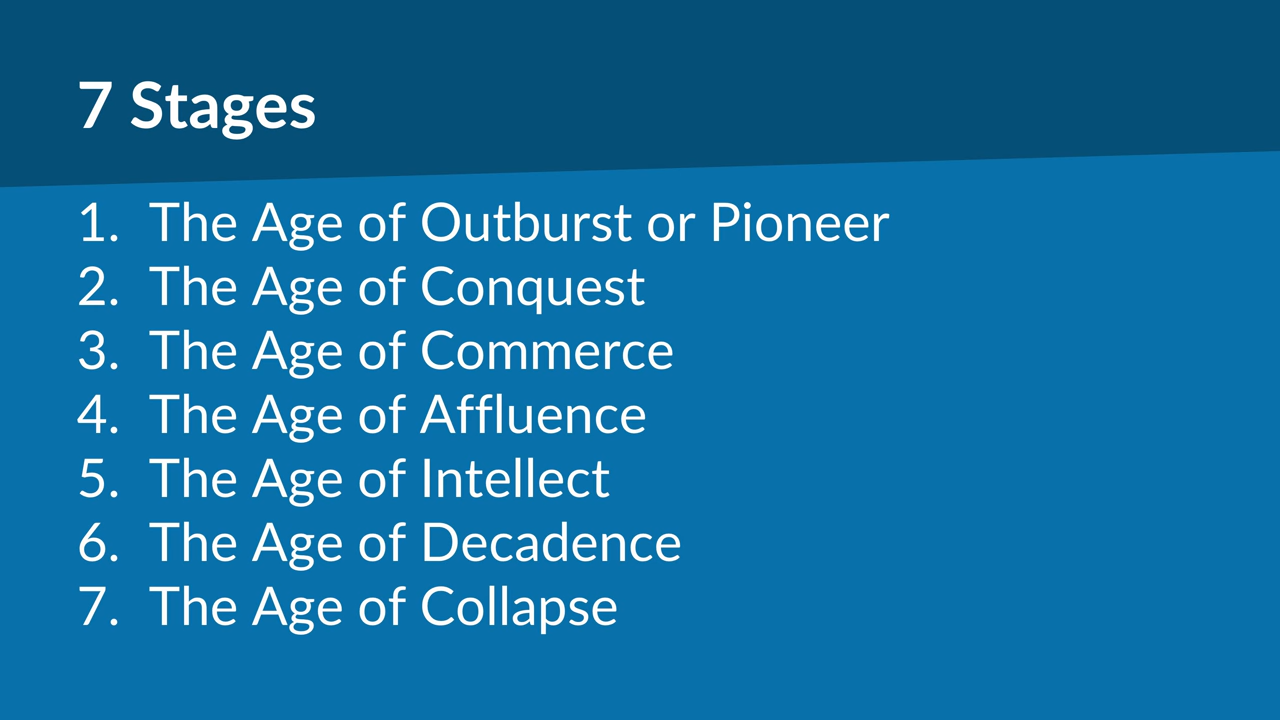 7 Stages
1. The Age of Outburst or Pioneer
2. The Age of Conquest
3. The Age of Commerce
4. The Age of Affluence
5. The Age of Intellect
6. The Age of Decadence
7. The Age of Collapse